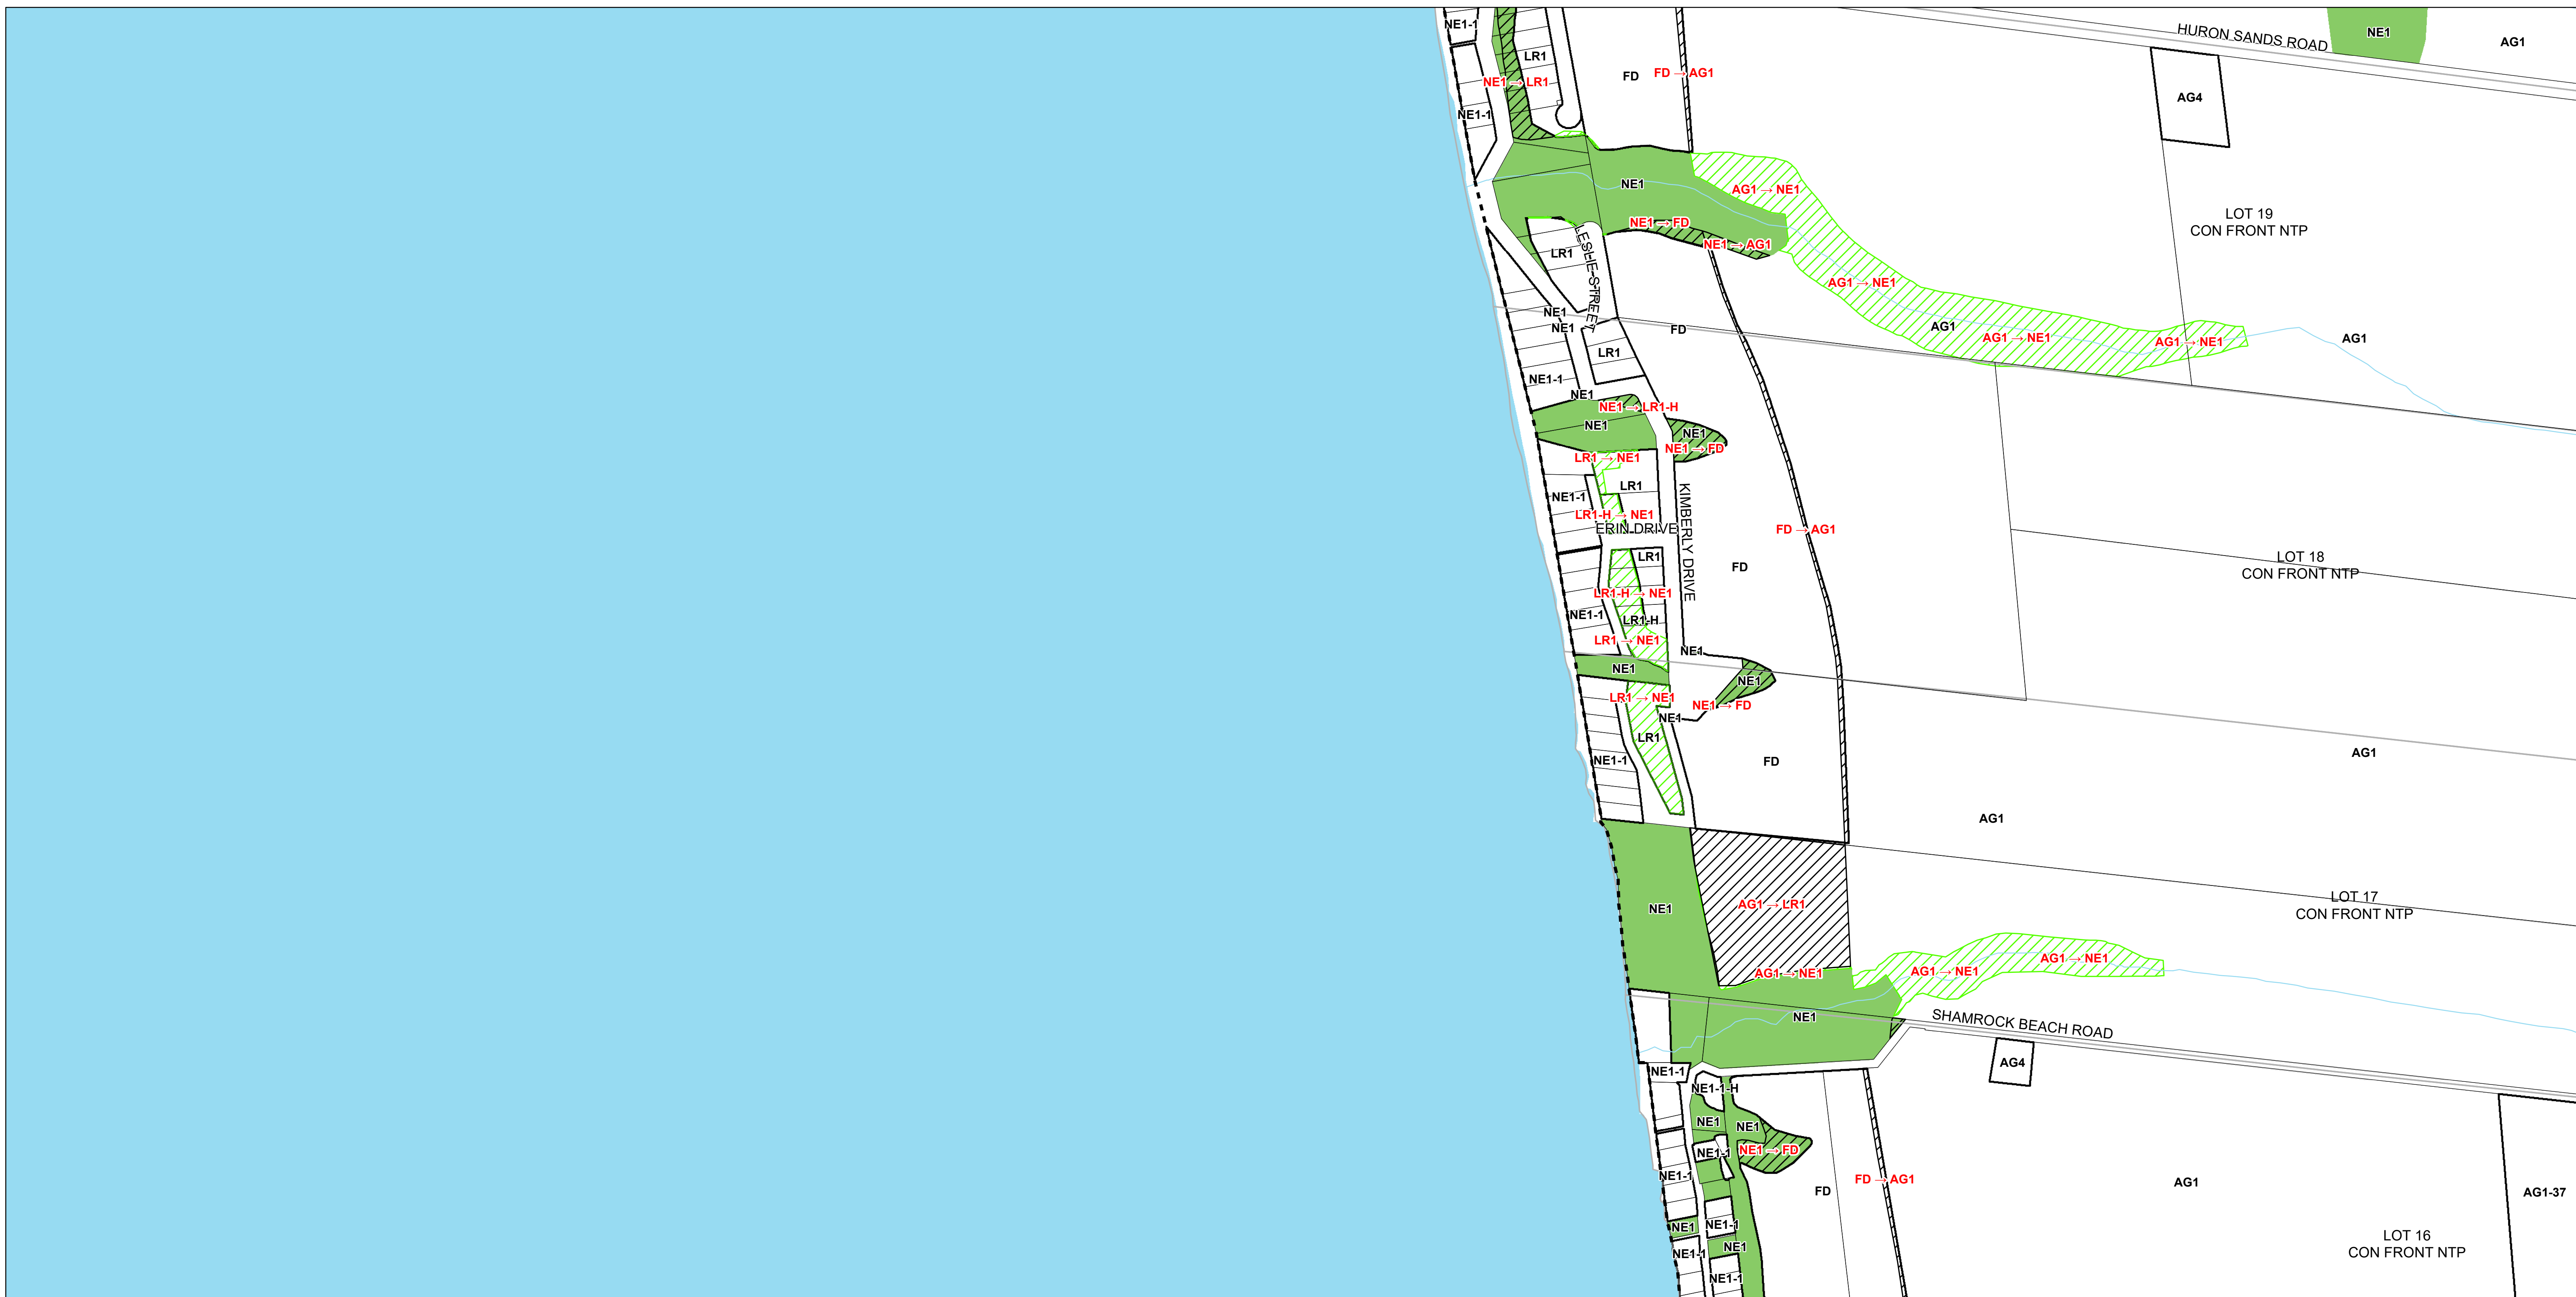 NE1-1
HURON SANDS ROAD
NE1
AG1
LR1
FD
FD → AG1
NE1 → LR1
AG4
NE1-1
NE1
AG1 → NE1
LOT 19
CON FRONT NTP
NE1 → FD
NE1 → AG1
LR1
LESLIE STREET
AG1 → NE1
NE1
NE1
FD
AG1
AG1 → NE1
AG1 → NE1
AG1
LR1
NE1-1
NE1
NE1 → LR1-H
NE1
NE1
NE1 → FD
LR1 → NE1
LR1
NE1-1
LR1-H → NE1
ERIN DRIVE
KIMBERLY DRIVE
FD → AG1
LR1
FD
LOT 18
CON FRONT NTP
LR1-H → NE1
NE1-1
LR1-H
LR1 → NE1
NE1
NE1
NE1
LR1 → NE1
NE1 → FD
NE1
LR1
NE1-1
FD
AG1
AG1
NE1
AG1 → LR1
LOT 17
CON FRONT NTP
AG1 → NE1
AG1 → NE1
AG1 → NE1
NE1
SHAMROCK BEACH ROAD
AG4
NE1-1
NE1-1-H
NE1
NE1
NE1-1
NE1 → FD
NE1-1
FD
FD → AG1
AG1
AG1-37
NE1
NE1-1
LOT 16
CON FRONT NTP
NE1-1
NE1
NE1-1